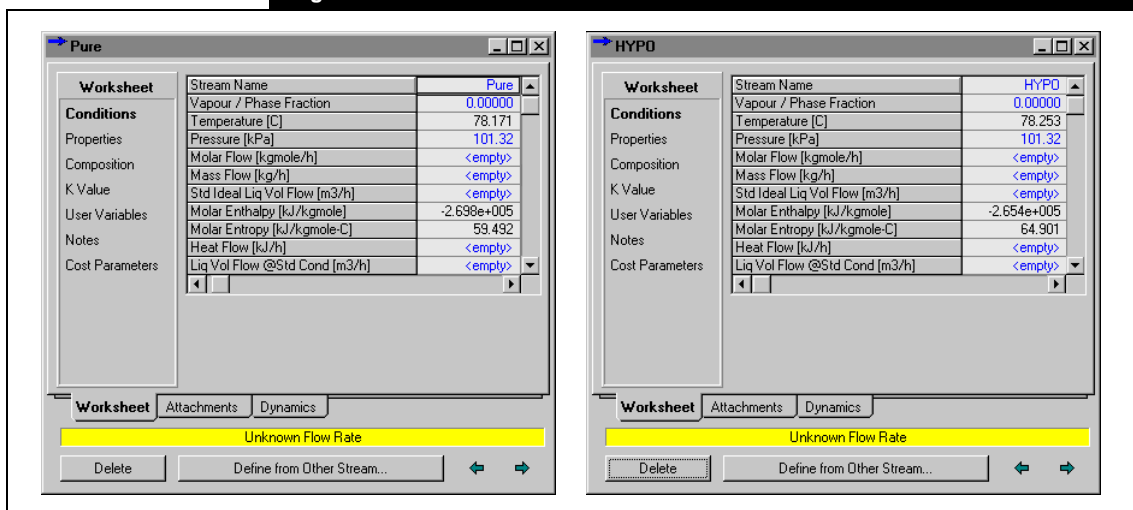 Pure
Worksheet
Conditions
Properties
Composition
K Value
User Variables
Notes
Cost Parameters
Stream Name Pure
Vapour / Phase Fraction 0.00000
Temperature [C] 78.171
Pressure [kPa] 101.32
Molar Flow [kgmole/h] <empty>
Mass Flow [kg/h] <empty>
Std Ideal Liq Vol Flow [m3/h] <empty>
Molar Enthalpy [kJ/kgmole] -2.698e+005
Molar Entropy [kJ/kgmole-C] 59.492
Heat Flow [kJ/h] <empty>
Liq Vol Flow @Std Cond [m3/h] <empty>
Worksheet Attachments Dynamics
Unknown Flow Rate
Delete Define from Other Stream...
HYPO
Worksheet
Conditions
Properties
Composition
K Value
User Variables
Notes
Cost Parameters
Stream Name HYPO
Vapour / Phase Fraction 0.00000
Temperature [C] 78.253
Pressure [kPa] 101.32
Molar Flow [kgmole/h] <empty>
Mass Flow [kg/h] <empty>
Std Ideal Liq Vol Flow [m3/h] <empty>
Molar Enthalpy [kJ/kgmole] -2.654e+005
Molar Entropy [kJ/kgmole-C] 64.901
Heat Flow [kJ/h] <empty>
Liq Vol Flow @Std Cond [m3/h] <empty>
Worksheet Attachments Dynamics
Unknown Flow Rate
Delete Define from Other Stream...